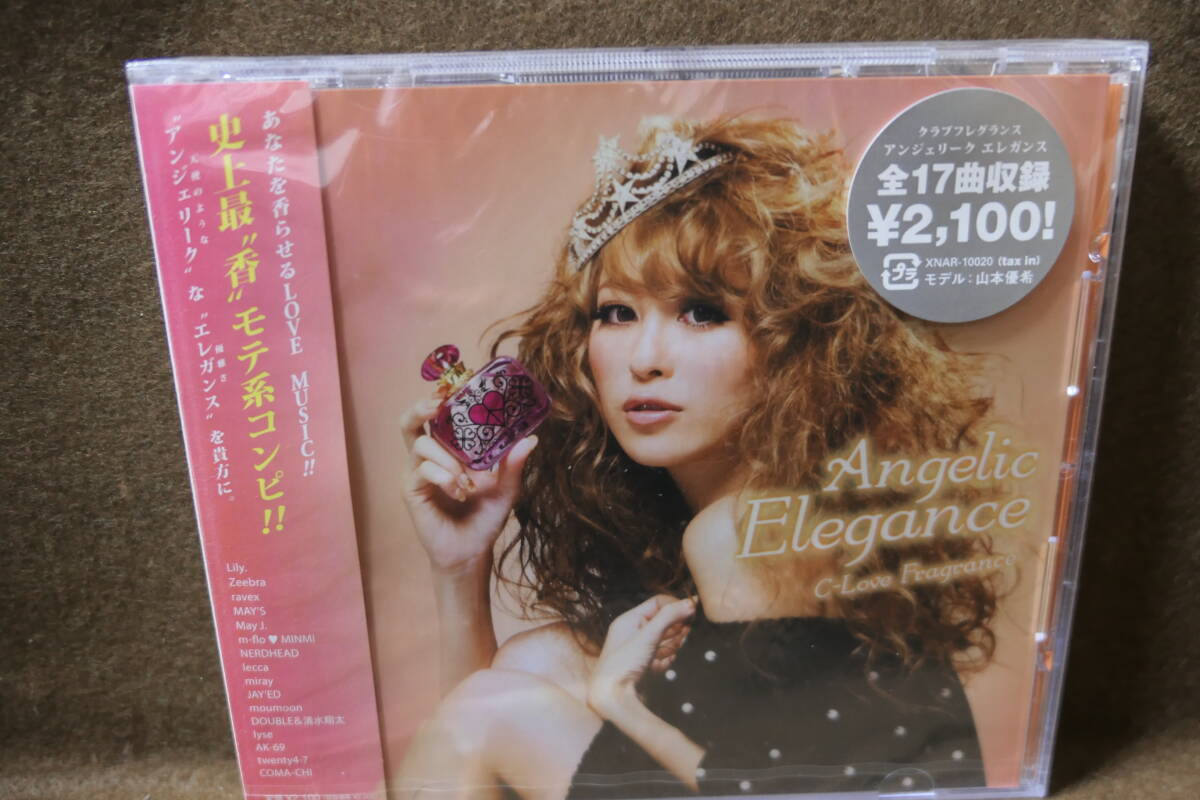 あなたを香らせるLOVE MUSIC!!
史上最"香"モテ系コンピ!!
天使のような
優雅さ
"アンジェリーク"な"エレガンス"を貴方に。
Lily.
Zeebra
ravex
MAY'S
May J.
m-flo ♥ MINMI
NERDHEAD
lecca
miray
JAY'ED
moumoon
DOUBLE&清水翔太
lyse
AK-69
twenty4-7
COMA-CHI
クラブフレグランス
アンジェリーク エレガンス
全17曲収録
¥2,100!
プラ
XNAR-10020 (tax in)
モデル：山本優希
Angelic
Elegance
C-Love Fragrance